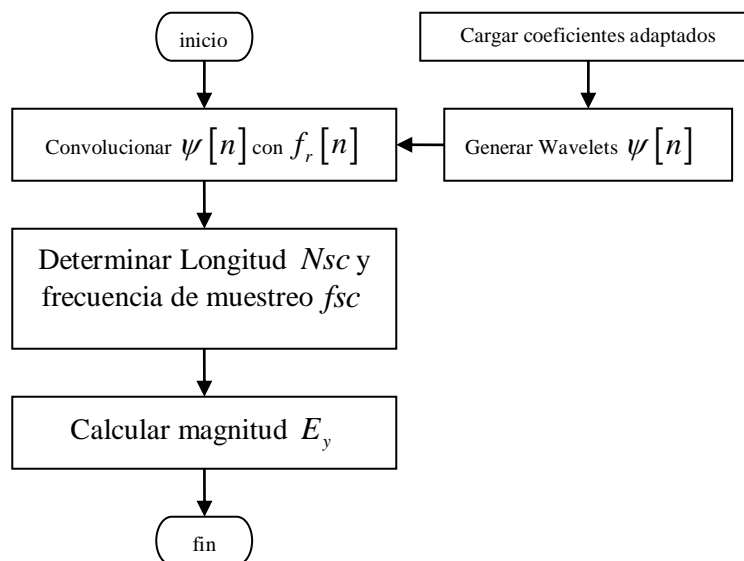 inicio
Cargar coeficientes adaptados
Convolucionar ψ[n] con f_r[n]
Generar Wavelets ψ[n]
Determinar Longitud Nsc y
frecuencia de muestreo fsc
Calcular magnitud E_y
fin